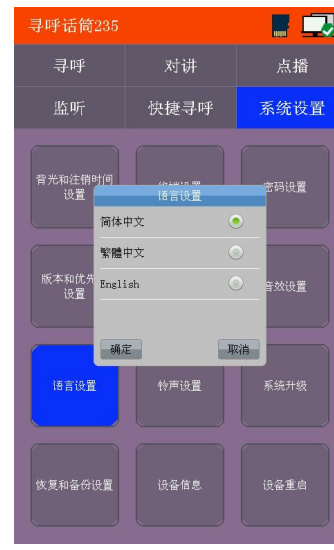 寻呼话筒235
寻呼
对讲
点播
监听
快捷寻呼
系统设置
背光和注销时间
设置
密码设置
语言设置
简体中文
繁體中文
English
确定
取消
版本和优先
设置
音效设置
语言设置
铃声设置
系统升级
恢复和备份设置
设备信息
设备重启